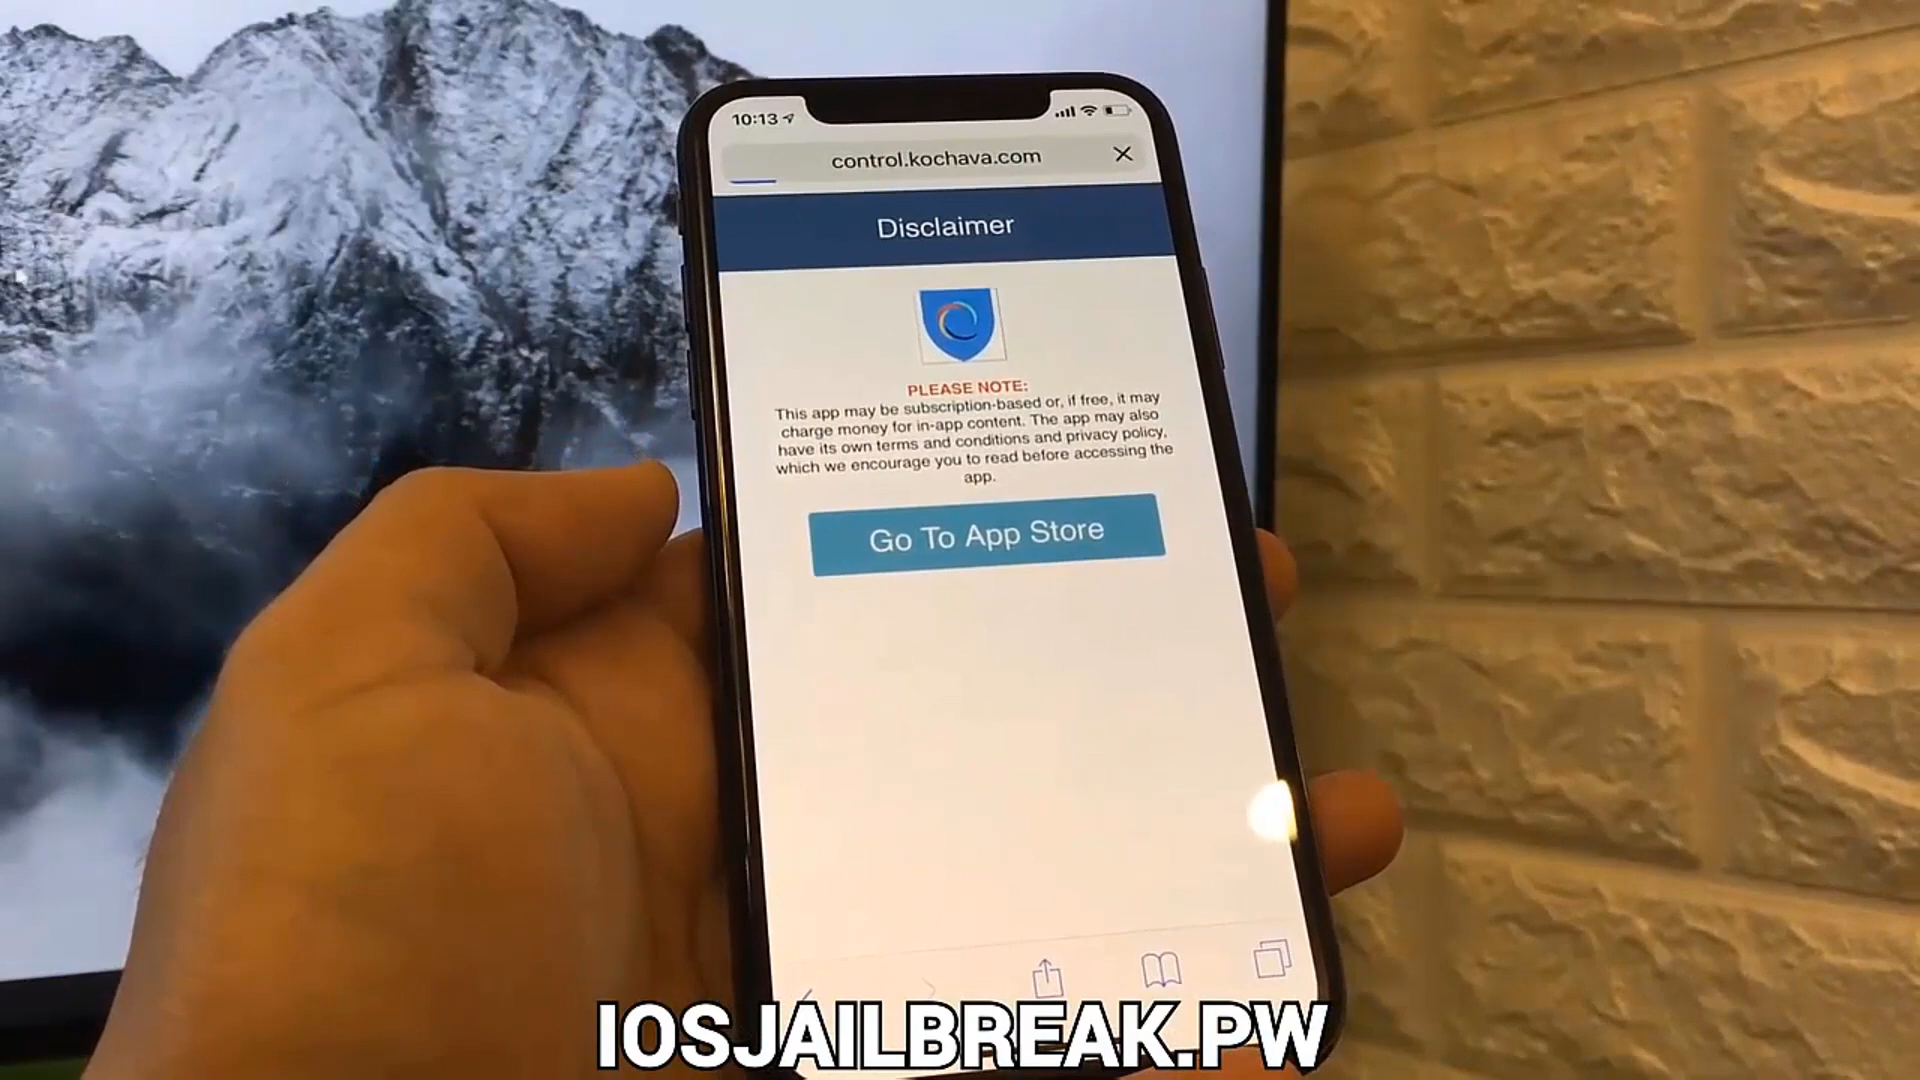 10:13
control.kochava.com
Disclaimer
PLEASE NOTE:
This app may be subscription-based or, if free, it may
charge money for in-app content. The app may also
have its own terms and conditions and privacy policy,
which we encourage you to read before accessing the
app.
Go To App Store
IOSJAILBREAK.PW